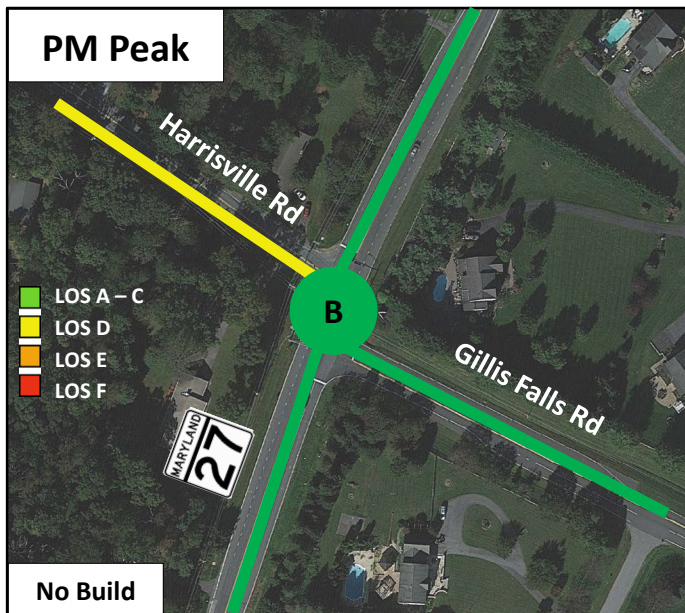 PM Peak
Harrisville Rd
B
LOS A – C
LOS D
LOS E
LOS F
Gillis Falls Rd
MARYLAND
27
No Build